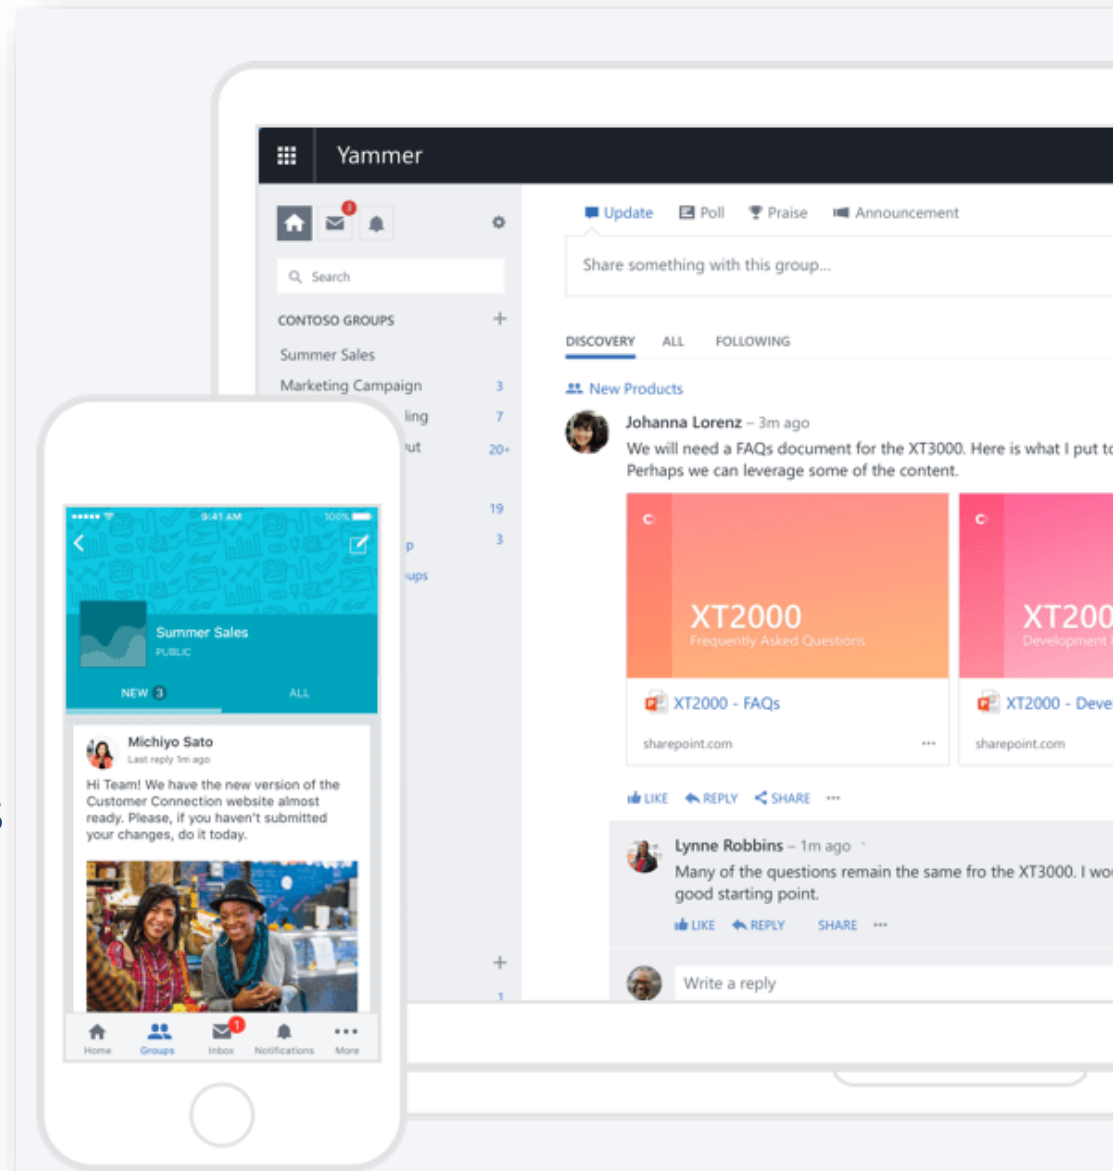 Yammer
3
Update Poll Praise Announcement
Share something with this group...
Search
CONTOSO GROUPS
Summer Sales
Marketing Campaign 3
ling 7
ut 20+
19
p 3
ups
1
DISCOVERY ALL FOLLOWING
New Products
Johanna Lorenz – 3m ago
We will need a FAQs document for the XT3000. Here is what I put to
Perhaps we can leverage some of the content.
XT2000
Frequently Asked Questions
XT2000 - FAQs
sharepoint.com
XT200
Development
XT2000 - Deve
sharepoint.com
LIKE REPLY SHARE
Lynne Robbins – 1m ago
Many of the questions remain the same fro the XT3000. I wou
good starting point.
LIKE REPLY SHARE
Write a reply
9:41 AM 100%
Summer Sales
PUBLIC
NEW 3 ALL
Michiyo Sato
Last reply 1m ago
Hi Team! We have the new version of the
Customer Connection website almost
ready. Please, if you haven't submitted
your changes, do it today.
1
Home Groups Inbox Notifications More